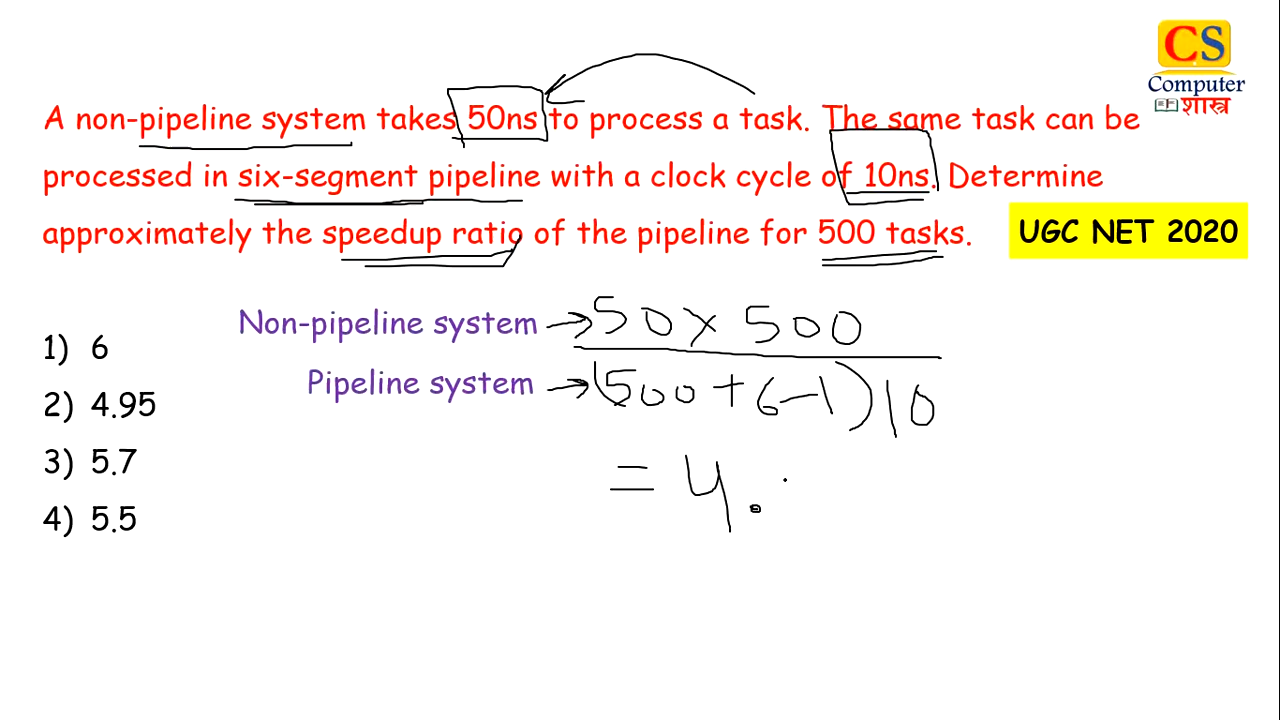 CS
Computer
शास्त्र
A non-pipeline system takes 50ns to process a task. The same task can be
processed in six-segment pipeline with a clock cycle of 10ns. Determine
approximately the speedup ratio of the pipeline for 500 tasks.
UGC NET 2020
Non-pipeline system → 50 x 500
Pipeline system → (500 + 6 - 1) 10
= 4.
1) 6
2) 4.95
3) 5.7
4) 5.5